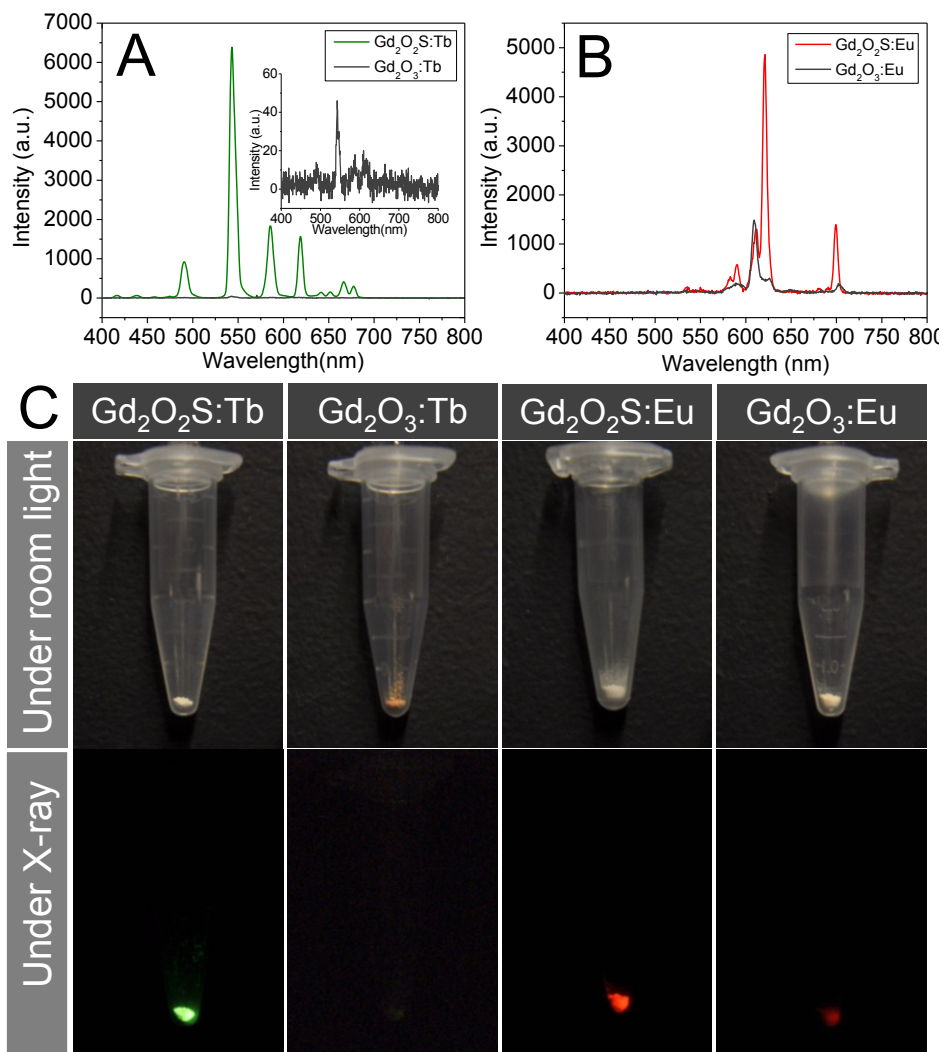 A
Gd₂O₂S:Tb
Gd₂O₃:Tb
Intensity (a.u.)
7000
6000
5000
4000
3000
2000
1000
0
400 450 500 550 600 650 700 750 800
Wavelength(nm)
Intensity (a.u.)
60
40
20
0
400 500 600 700 800
Wavelength(nm)
B
Gd₂O₂S:Eu
Gd₂O₃:Eu
Intensity (a.u.)
5000
4000
3000
2000
1000
0
400 450 500 550 600 650 700 750 800
Wavelength (nm)
C
Gd₂O₂S:Tb
Gd₂O₃:Tb
Gd₂O₂S:Eu
Gd₂O₃:Eu
Under room light
Under X-ray